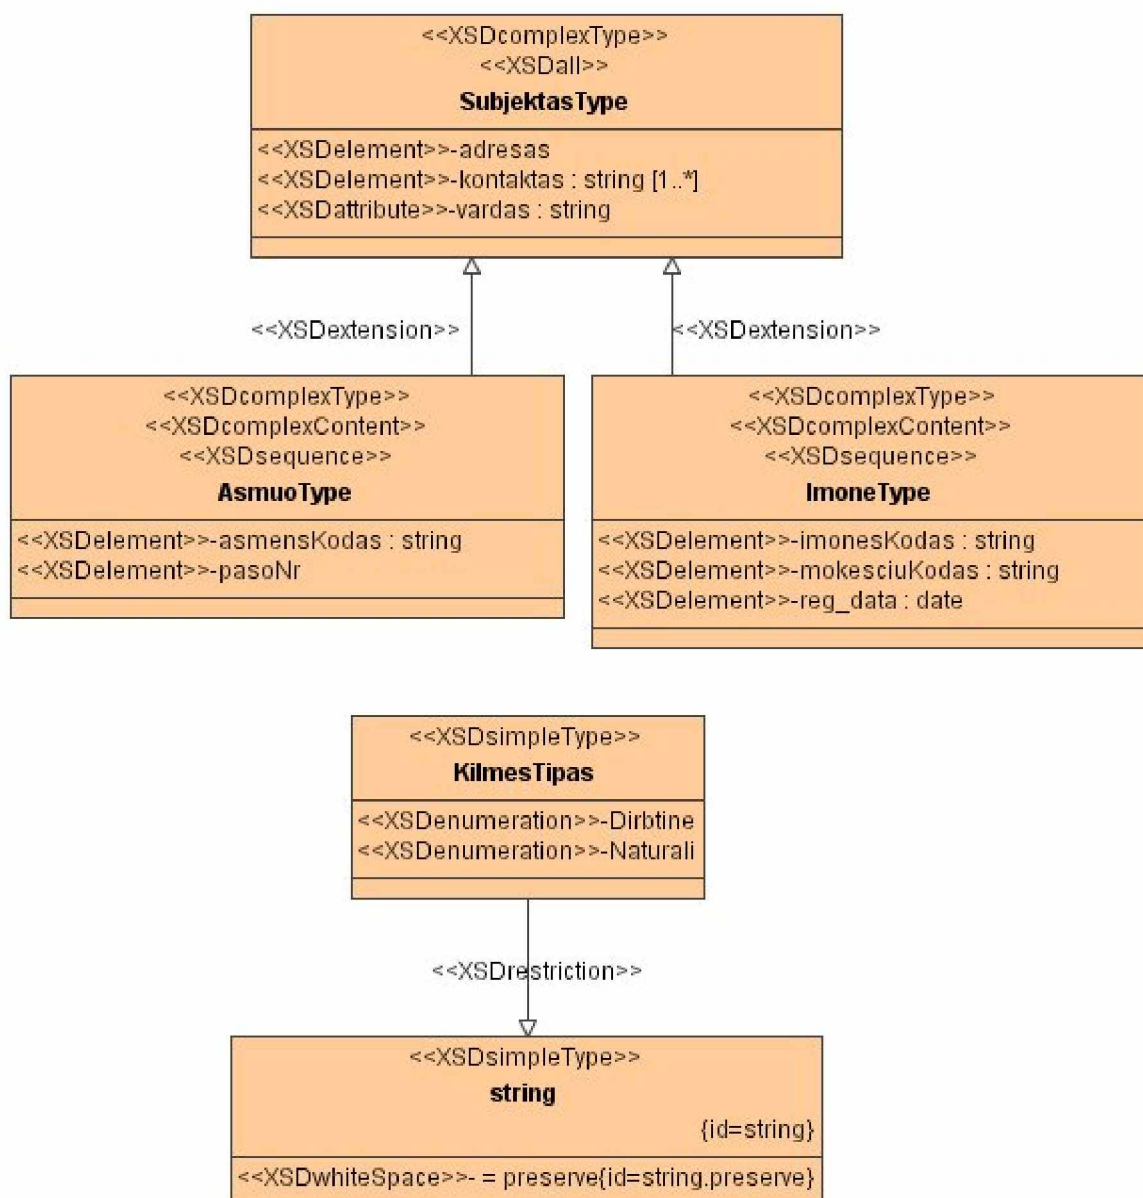 <<XSDcomplexType>>
<<XSDall>>
SubjektasType
<<XSDelement>>-adresas
<<XSDelement>>-kontaktas : string [1..*]
<<XSDattribute>>-vardas : string
<<XSDextension>>
<<XSDextension>>
<<XSDcomplexType>>
<<XSDcomplexContent>>
<<XSDsequence>>
AsmuoType
<<XSDelement>>-asmensKodas : string
<<XSDelement>>-pasoNr
<<XSDcomplexType>>
<<XSDcomplexContent>>
<<XSDsequence>>
ImoneType
<<XSDelement>>-imonesKodas : string
<<XSDelement>>-mokesciuKodas : string
<<XSDelement>>-reg_data : date
<<XSDsimpleType>>
KilmesTipas
<<XSDenumeration>>-Dirbtine
<<XSDenumeration>>-Naturali
<<XSDrestriction>>
<<XSDsimpleType>>
string
{id=string}
<<XSDwhiteSpace>>- = preserve{id=string.preserve}